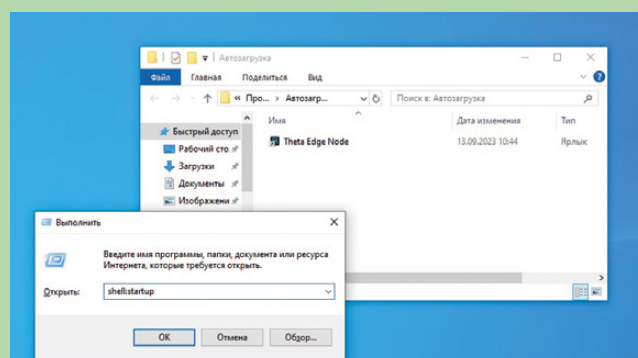 Автозагрузка
Файл Главная Поделиться Вид
« Про... › Автозагр... Поиск в: Автозагрузка
Имя Дата изменения Тип
Быстрый доступ
Theta Edge Node 13.09.2023 10:44 Ярлык
Рабочий сто.
Загрузки
Документы
Изображени
Выполнить
Введите имя программы, папки, документа или ресурса
Интернета, которые требуется открыть.
Открыть: shell:startup
ОК Отмена Обзор...